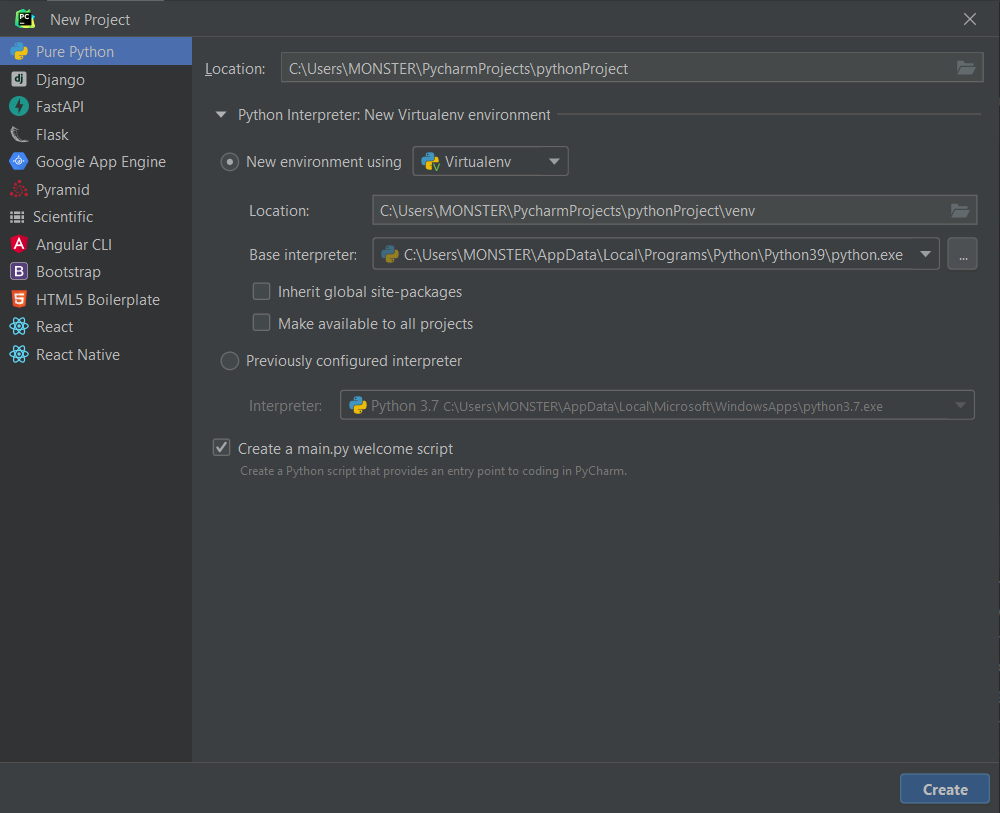 New Project
Pure Python
Django
FastAPI
Flask
Google App Engine
Pyramid
Scientific
Angular CLI
Bootstrap
HTML5 Boilerplate
React
React Native
Location: C:\Users\MONSTER\PycharmProjects\pythonProject
Python Interpreter: New Virtualenv environment
New environment using Virtualenv
Location: C:\Users\MONSTER\PycharmProjects\pythonProject\venv
Base interpreter: C:\Users\MONSTER\AppData\Local\Programs\Python\Python39\python.exe ...
Inherit global site-packages
Make available to all projects
Previously configured interpreter
Interpreter: Python 3.7 C:\Users\MONSTER\AppData\Local\Microsoft\WindowsApps\python3.7.exe
Create a main.py welcome script
Create a Python script that provides an entry point to coding in PyCharm.
Create